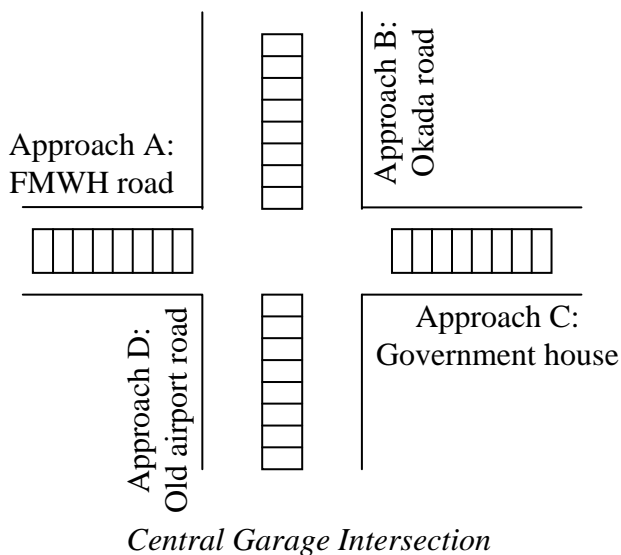 Approach A:
FMWH road
Approach B:
Okada road
Approach C:
Government house
Approach D:
Old airport road
Central Garage Intersection